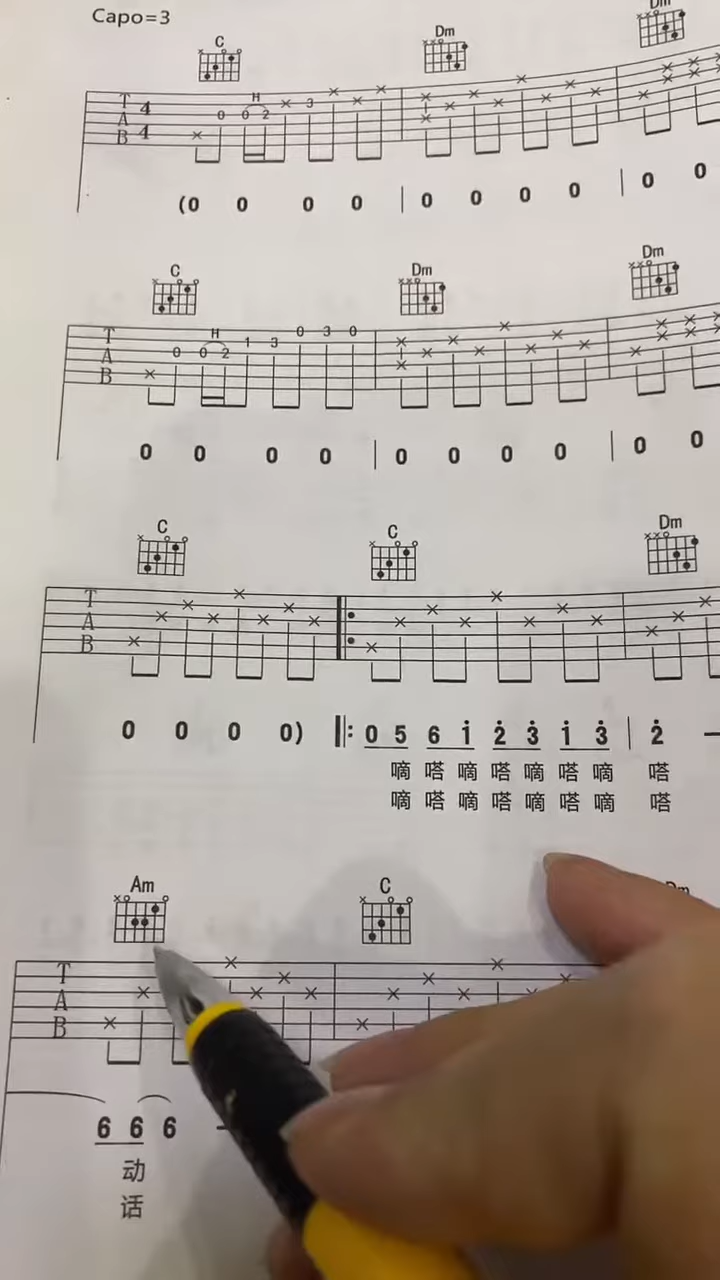 Capo=3
C Dm Dm
T A B 4 4 0 0 H 2 3
(0 0 0 0 | 0 0 0 0 | 0 0
C Dm Dm
T A B 0 0 H 2 1 3 0 3 0
0 0 0 0 | 0 0 0 0 | 0 0
C C Dm
T A B
0 0 0 0) ‖: 0 5 6 i 2̇ 3̇ i 3̇ | 2̇ –
嘀 嗒 嘀 嗒 嘀 嗒 嘀 嗒
嘀 嗒 嘀 嗒 嘀 嗒 嘀 嗒
Am C Dm
T A B
6 6 6 -
动
话